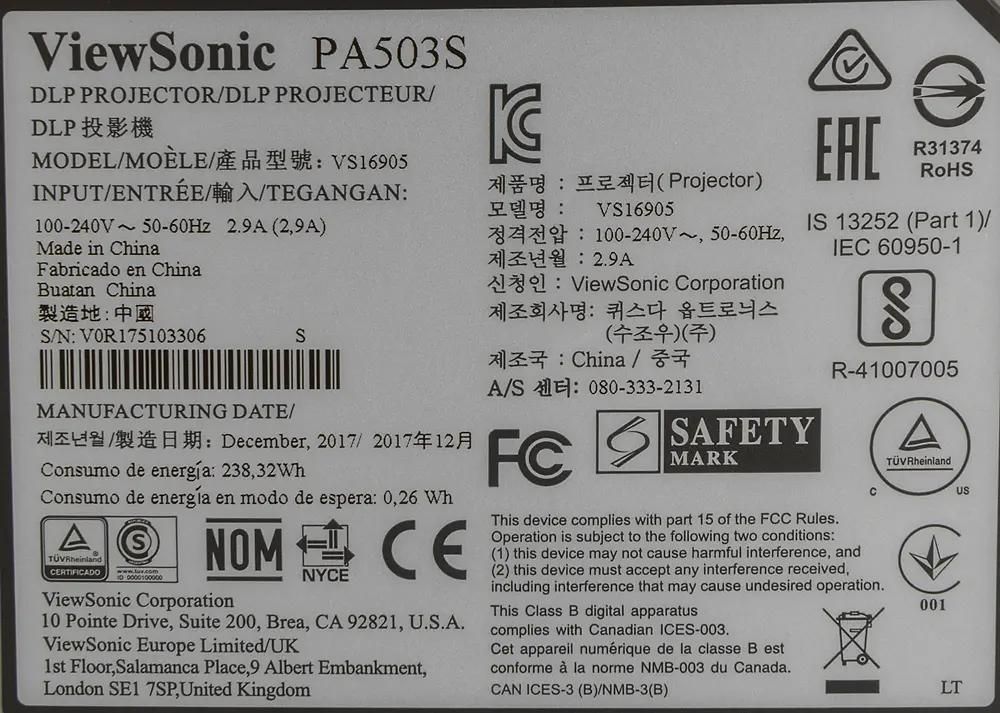 ViewSonic PA503S
DLP PROJECTOR/DLP PROJECTEUR/
DLP 投影機
MODEL/MOÈLE/產品型號: VS16905
INPUT/ENTRÉE/輸入/TEGANGAN:
100-240V～ 50-60Hz 2.9A (2,9A)
Made in China
Fabricado en China
Buatan China
製造地:中國
S/N: V0R175103306 S
MANUFACTURING DATE/
제조년월/製造日期: December, 2017/ 2017年12月
Consumo de energía: 238,32Wh
Consumo de energía en modo de espera: 0,26 Wh
TÜVRheinland
CERTIFICADO
www.tuv.com
ID 0000100000
NOM
NYCE
CE
ViewSonic Corporation
10 Pointe Drive, Suite 200, Brea, CA 92821, U.S.A.
ViewSonic Europe Limited/UK
1st Floor,Salamanca Place,9 Albert Embankment,
London SE1 7SP,United Kingdom
KC
제품명 : 프로젝터( Projector)
모델명 : VS16905
정격전압 : 100-240V～, 50-60Hz,
제조년월 : 2.9A
신청인 : ViewSonic Corporation
제조회사명: 퀴스다 옵트로닉스
(수조우)(주)
제조국 : China / 중국
A/S 센터: 080-333-2131
FC
SAFETY
MARK
This device complies with part 15 of the FCC Rules.
Operation is subject to the following two conditions:
(1) this device may not cause harmful interference, and
(2) this device must accept any interference received,
including interference that may cause undesired operation.
This Class B digital apparatus
complies with Canadian ICES-003.
Cet appareil numérique de la classe B est
conforme à la norme NMB-003 du Canada.
CAN ICES-3 (B)/NMB-3(B)
EAC
R31374
RoHS
IS 13252 (Part 1)/
IEC 60950-1
R-41007005
TÜVRheinland
C US
001
LT